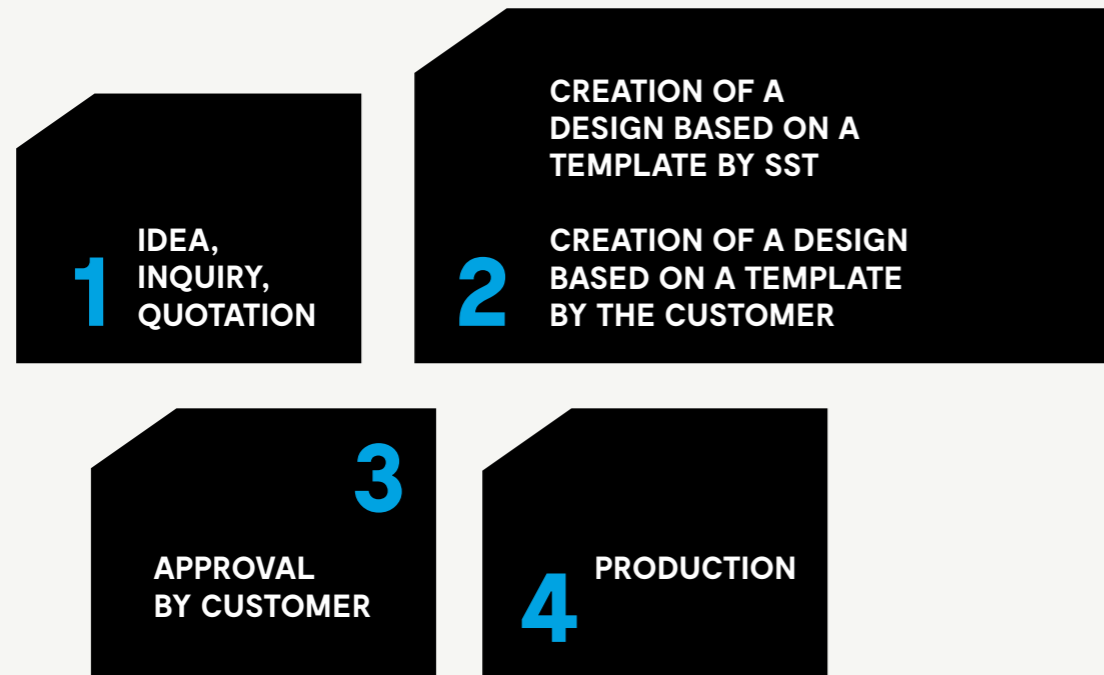 1
IDEA,
INQUIRY,
QUOTATION
2
CREATION OF A
DESIGN BASED ON A
TEMPLATE BY SST
CREATION OF A DESIGN
BASED ON A TEMPLATE
BY THE CUSTOMER
3
APPROVAL
BY CUSTOMER
4
PRODUCTION